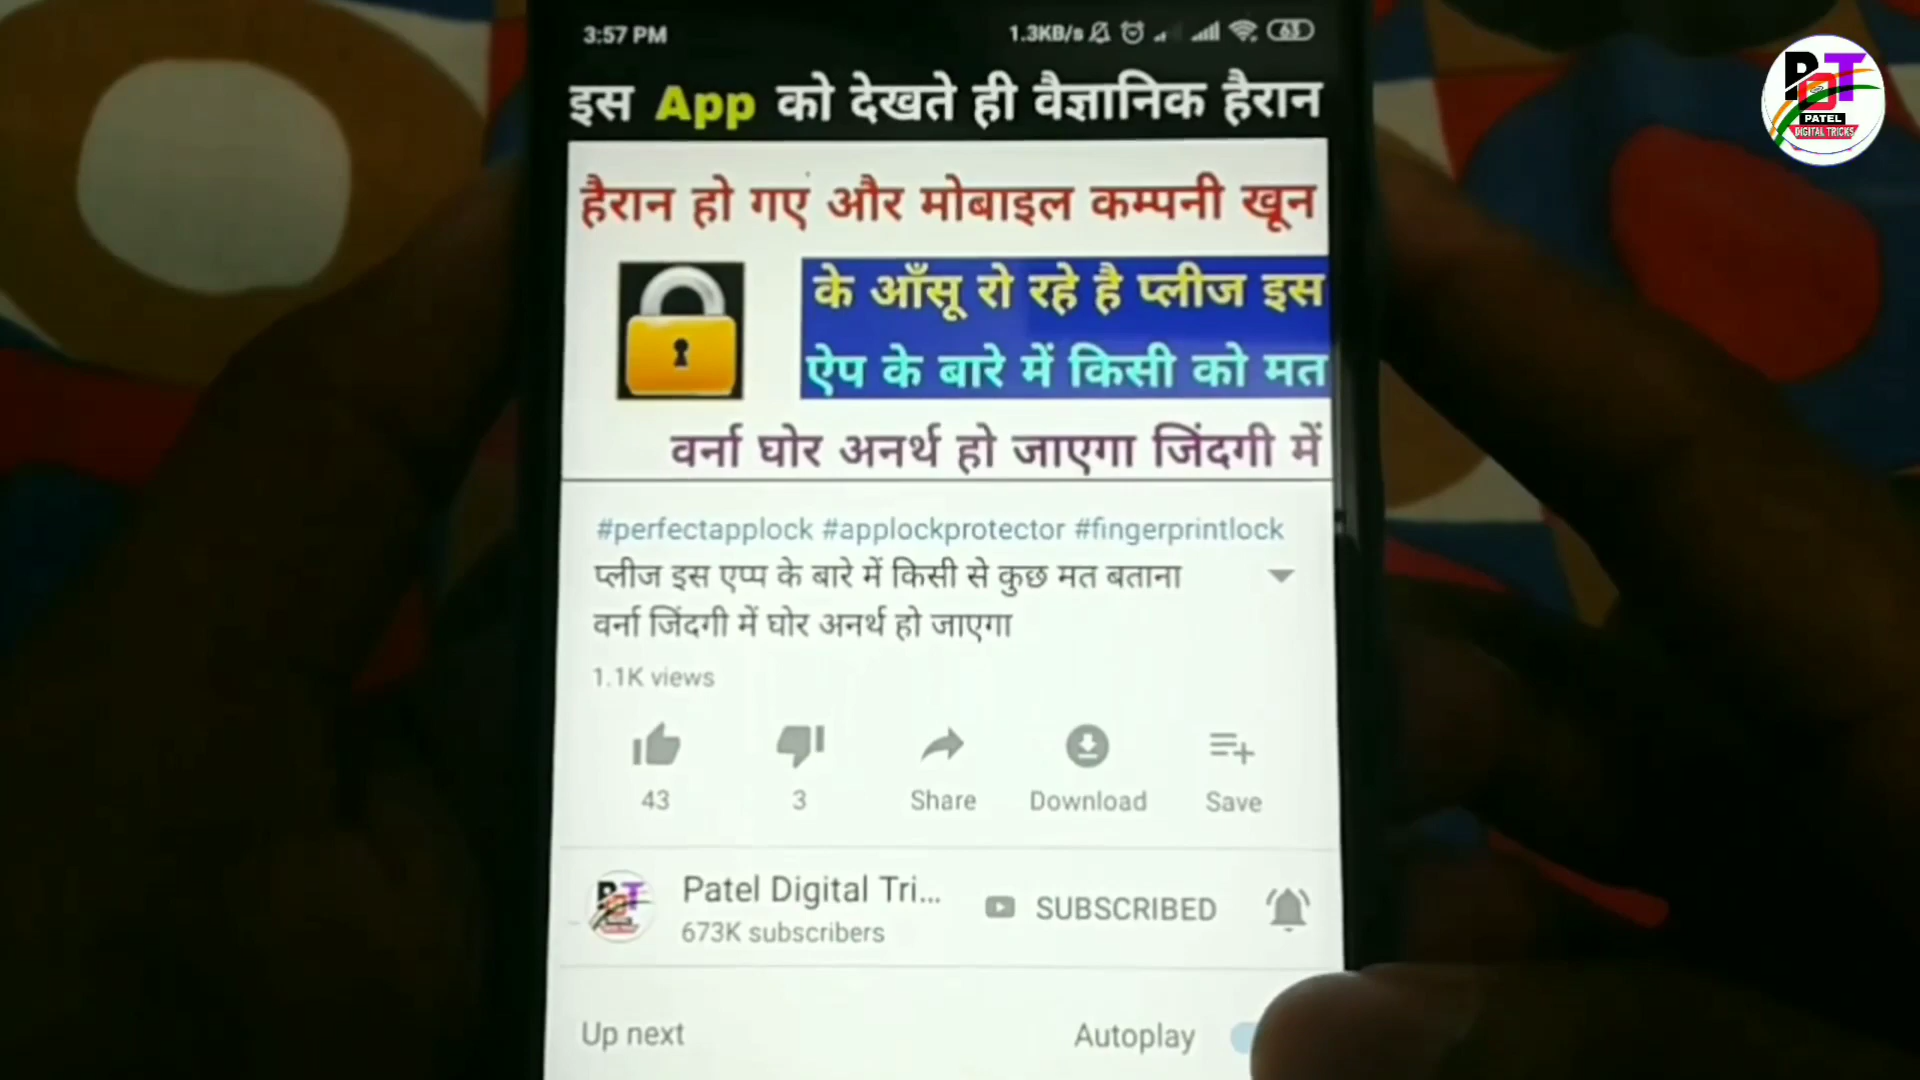 3:57 PM 1.3KB/s 63
इस App को देखते ही वैज्ञानिक हैरान
हैरान हो गए और मोबाइल कम्पनी खून
के आँसू रो रहे है प्लीज इस
ऐप के बारे में किसी को मत
वर्ना घोर अनर्थ हो जाएगा जिंदगी में
#perfectapplock #applockprotector #fingerprintlock
प्लीज इस एप्प के बारे में किसी से कुछ मत बताना
वर्ना जिंदगी में घोर अनर्थ हो जाएगा
1.1K views
43 3 Share Download Save
Patel Digital Tri... SUBSCRIBED
673K subscribers
Up next Autoplay
PDT
PATEL
DIGITAL TRICKS